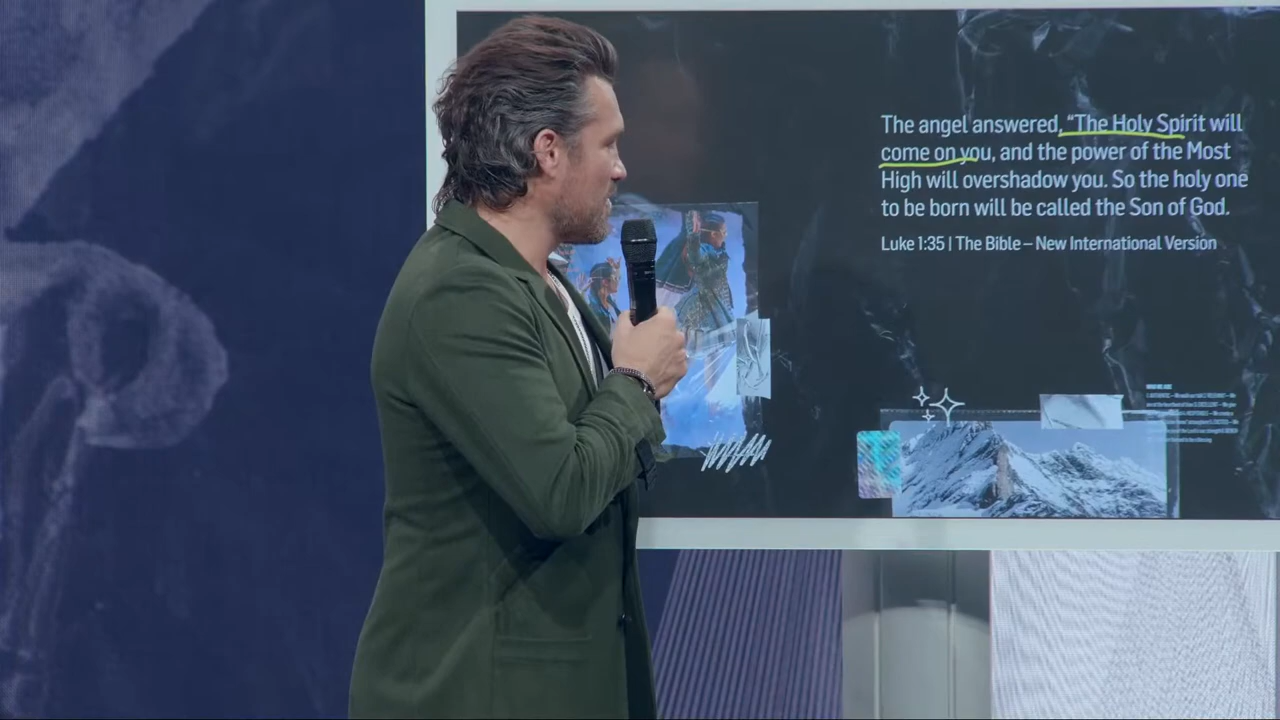 The angel answered, “The Holy Spirit will
come on you, and the power of the Most
High will overshadow you. So the holy one
to be born will be called the Son of God.
Luke 1:35 | The Bible – New International Version